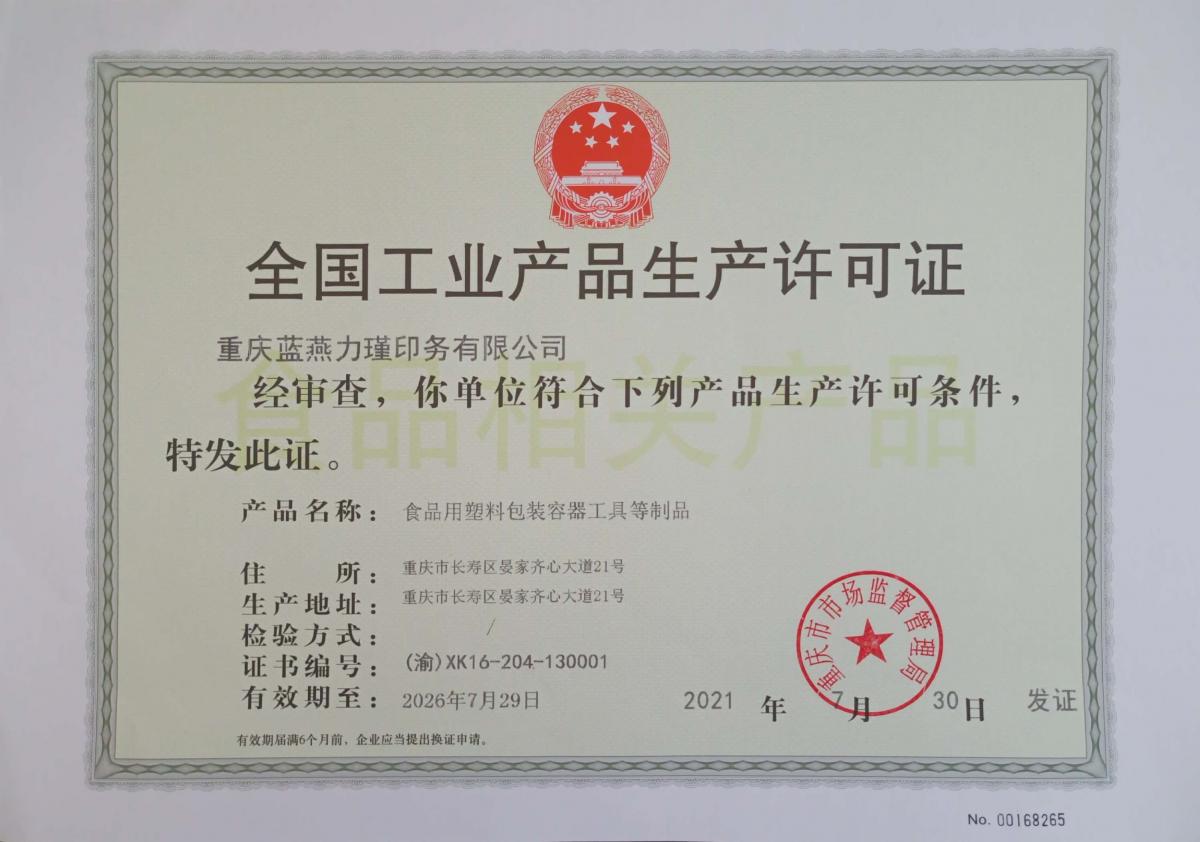 全国工业产品生产许可证
重庆蓝燕力瑾印务有限公司
食品相关产品
经审查，你单位符合下列产品生产许可条件，
特发此证。
产品名称：食品用塑料包装容器工具等制品
住所：重庆市长寿区晏家齐心大道21号
生产地址：重庆市长寿区晏家齐心大道21号
检验方式：/
证书编号：(渝)XK16-204-130001
有效期至：2026年7月29日
重庆市市场监督管理局
2021年7月30日发证
有效期届满6个月前，企业应当提出换证申请。
No. 00168265